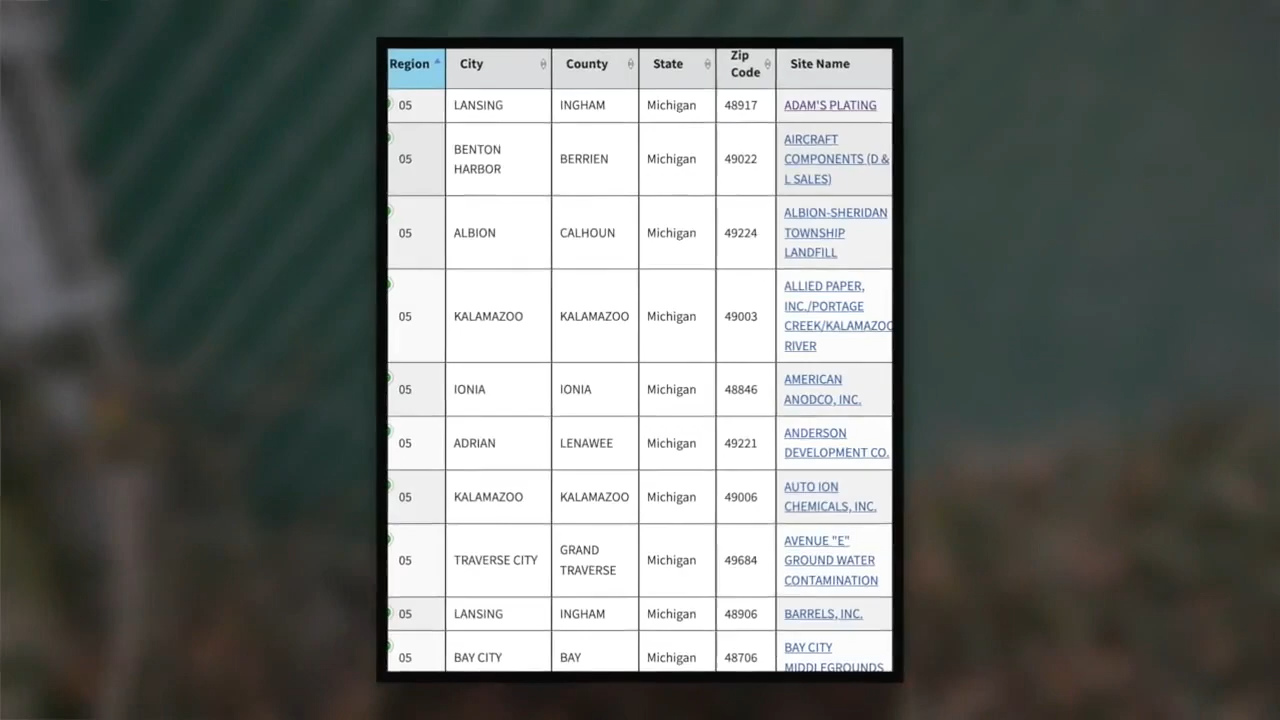 Region City County State Zip Code Site Name
05 LANSING INGHAM Michigan 48917 ADAM'S PLATING
05 BENTON HARBOR BERRIEN Michigan 49022 AIRCRAFT COMPONENTS (D & L SALES)
05 ALBION CALHOUN Michigan 49224 ALBION-SHERIDAN TOWNSHIP LANDFILL
05 KALAMAZOO KALAMAZOO Michigan 49003 ALLIED PAPER, INC./PORTAGE CREEK/KALAMAZOO RIVER
05 IONIA IONIA Michigan 48846 AMERICAN ANODCO, INC.
05 ADRIAN LENAWEE Michigan 49221 ANDERSON DEVELOPMENT CO.
05 KALAMAZOO KALAMAZOO Michigan 49006 AUTO ION CHEMICALS, INC.
05 TRAVERSE CITY GRAND TRAVERSE Michigan 49684 AVENUE "E" GROUND WATER CONTAMINATION
05 LANSING INGHAM Michigan 48906 BARRELS, INC.
05 BAY CITY BAY Michigan 48706 BAY CITY MIDDLEGROUNDS